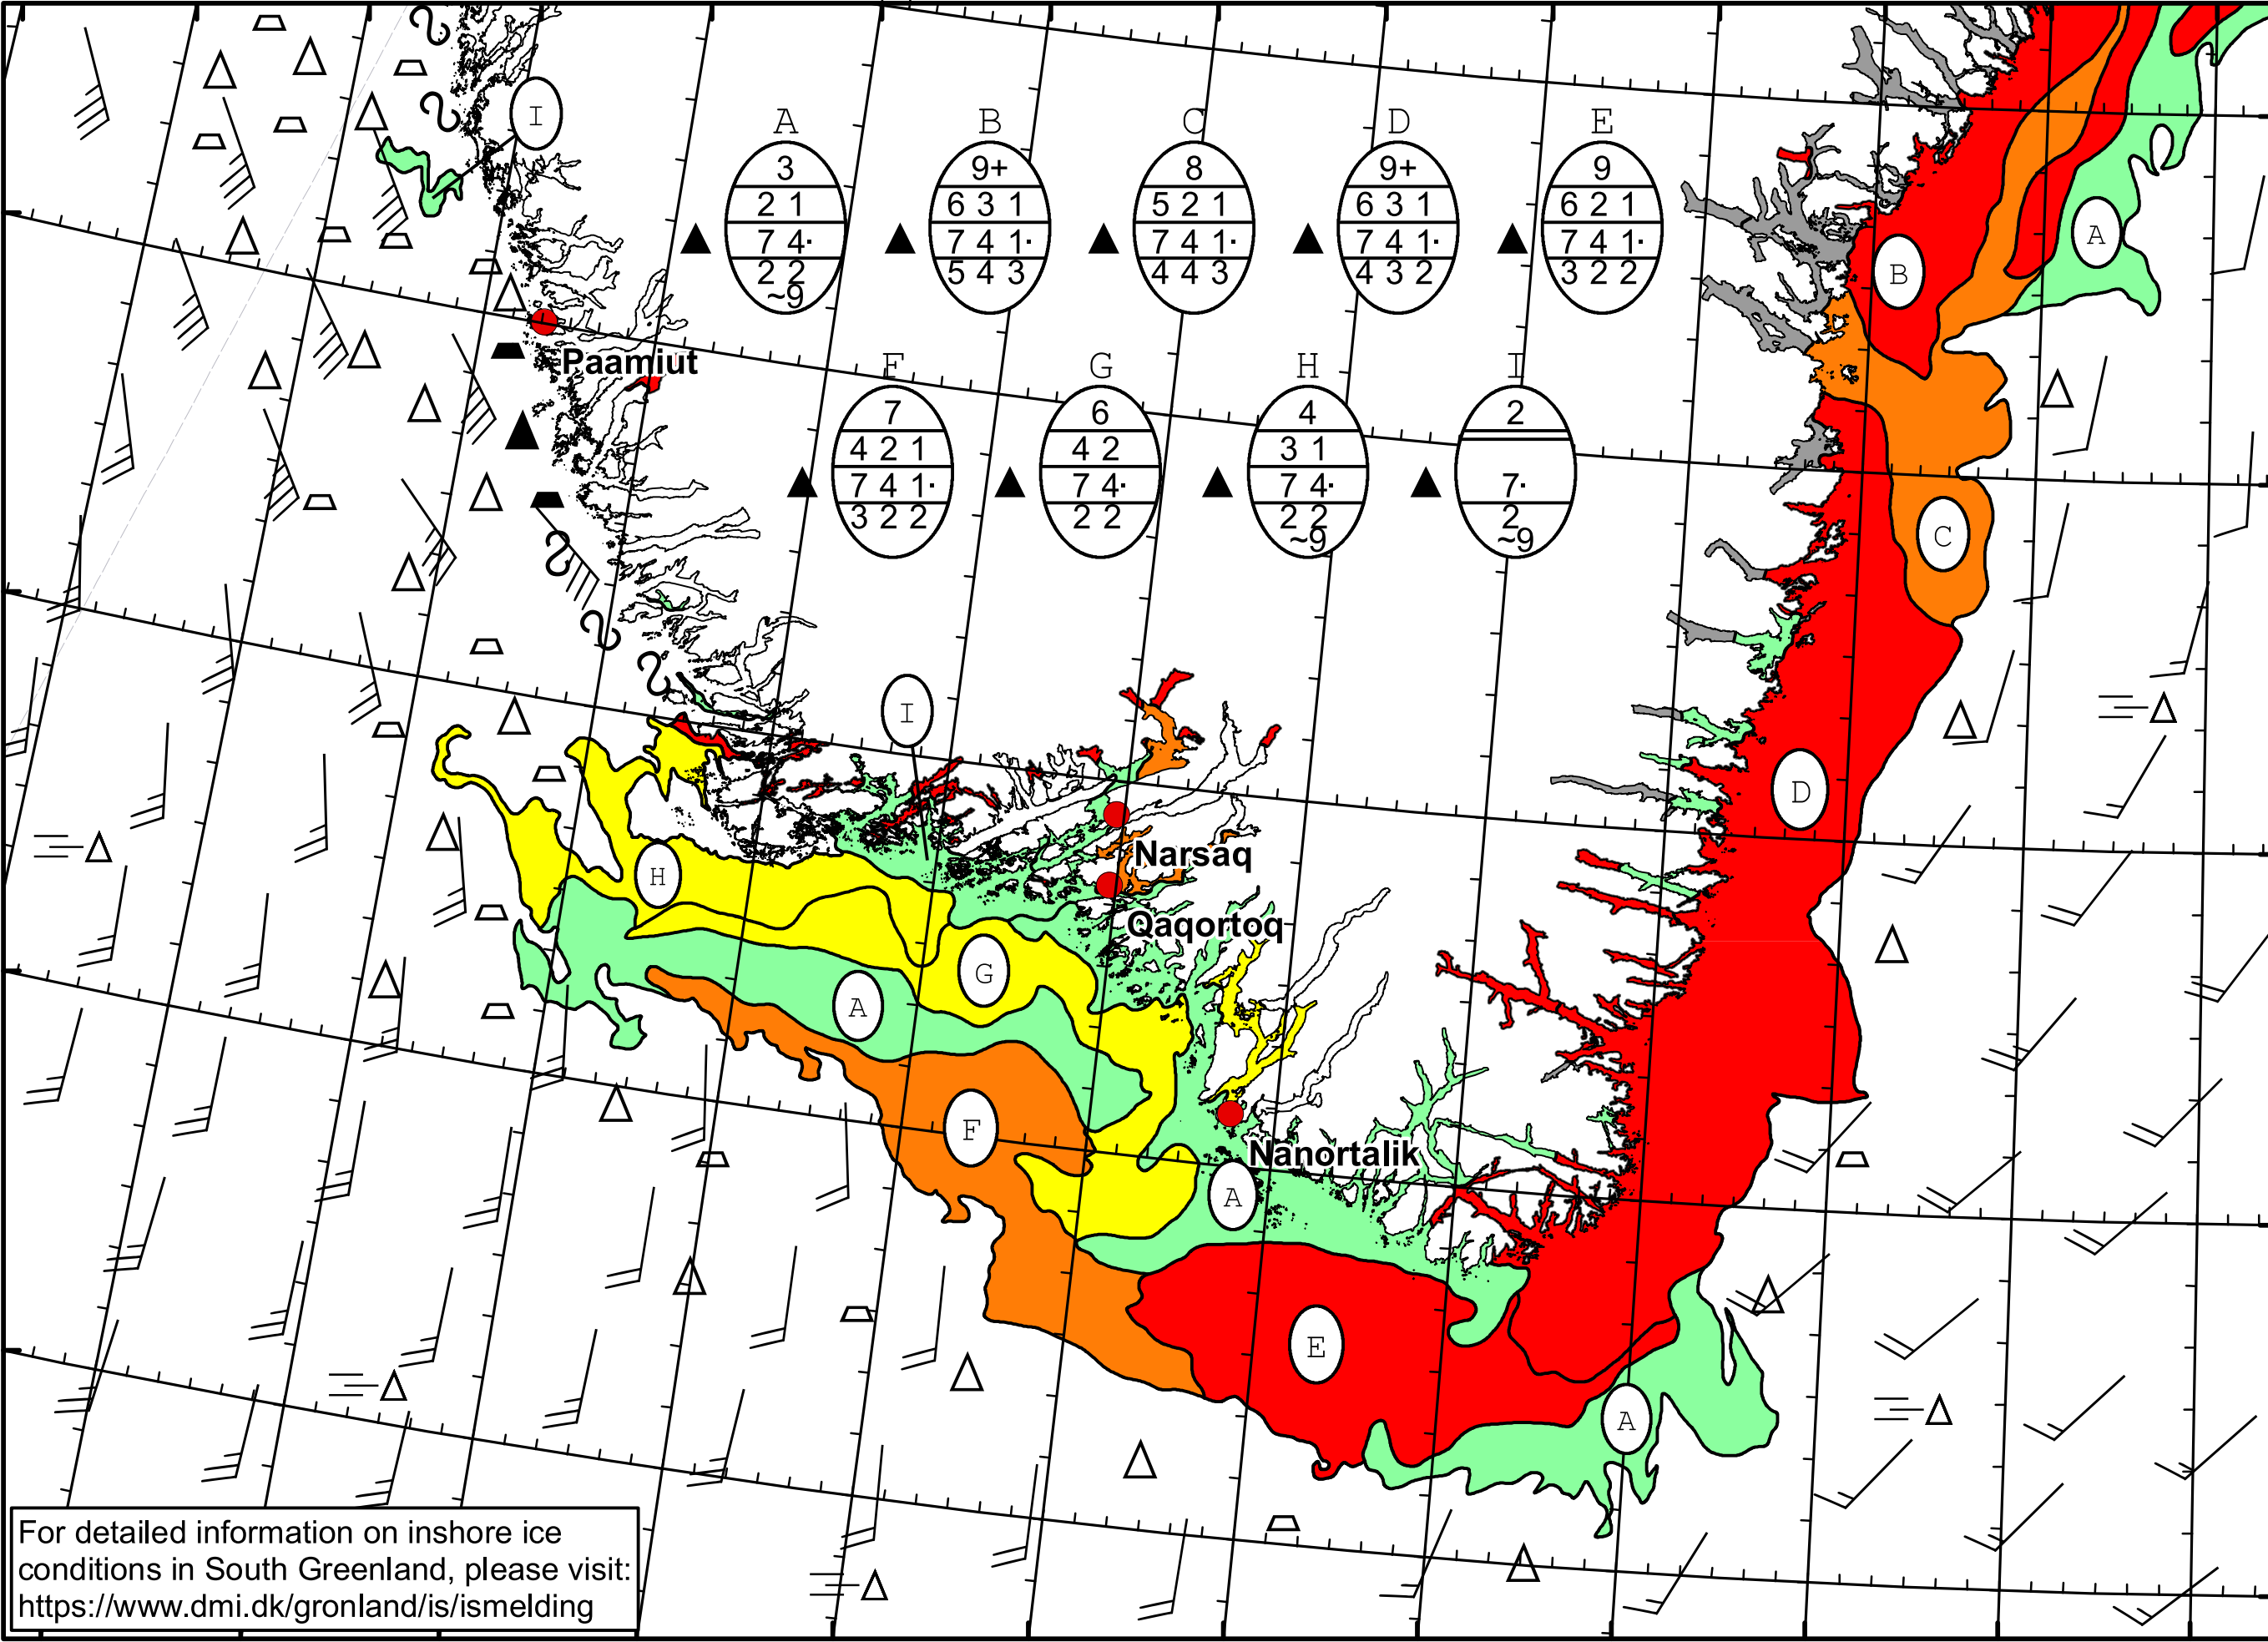 I
A B C D E
3 9+ 8 9+ 9
2 1 6 3 1 5 2 1 6 3 1 6 2 1
7 4· 7 4 1· 7 4 1· 7 4 1· 7 4 1·
2 2 5 4 3 4 4 3 4 3 2 3 2 2
~9
A
B
Paamiut
F G H I
7 6 4 2
4 2 1 4 2 3 1
7 4 1· 7 4· 7 4· 7·
3 2 2 2 2 2 2 2
~9 ~9
C
I
D
Narsaq
H
Qaqortoq
G
A
F
Nanortalik
A
E
A
For detailed information on inshore ice
conditions in South Greenland, please visit:
https://www.dmi.dk/gronland/is/ismelding